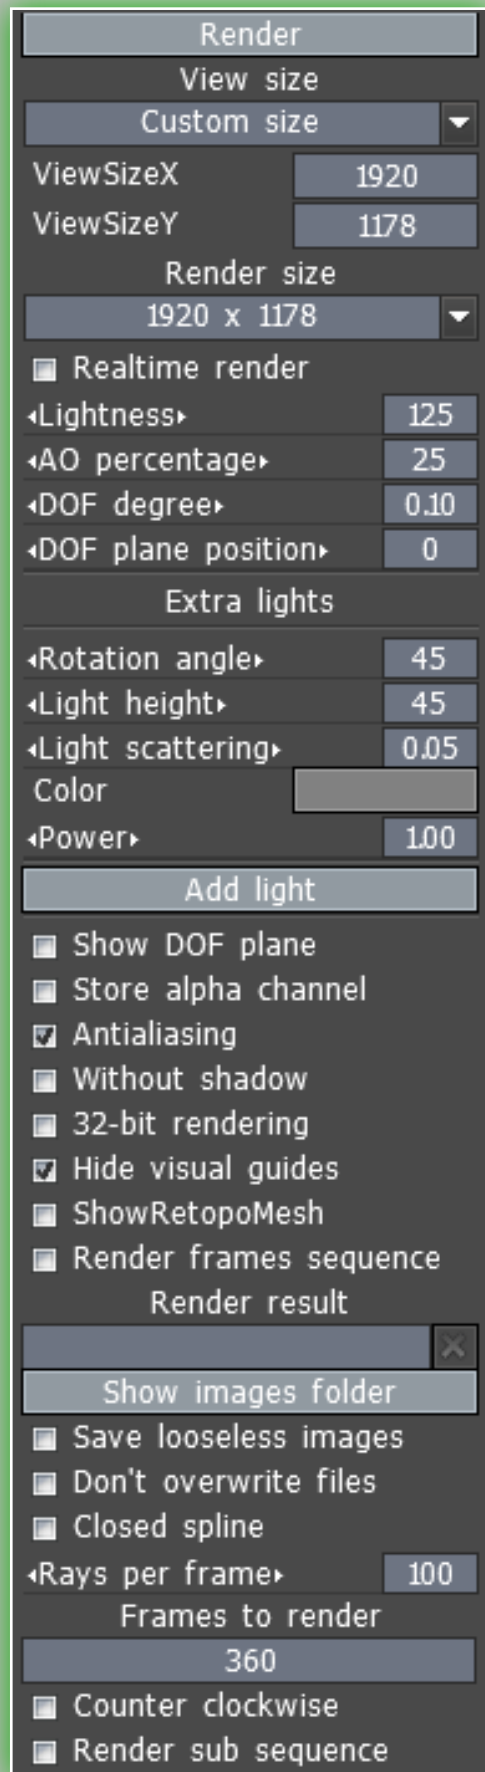 Render
View size
Custom size
ViewSizeX 1920
ViewSizeY 1178
Render size
1920 x 1178
Realtime render
Lightness 125
AO percentage 25
DOF degree 0.10
DOF plane position 0
Extra lights
Rotation angle 45
Light height 45
Light scattering 0.05
Color
Power 1.00
Add light
Show DOF plane
Store alpha channel
Antialiasing
Without shadow
32-bit rendering
Hide visual guides
ShowRetopoMesh
Render frames sequence
Render result
Show images folder
Save looseless images
Don't overwrite files
Closed spline
Rays per frame 100
Frames to render
360
Counter clockwise
Render sub sequence